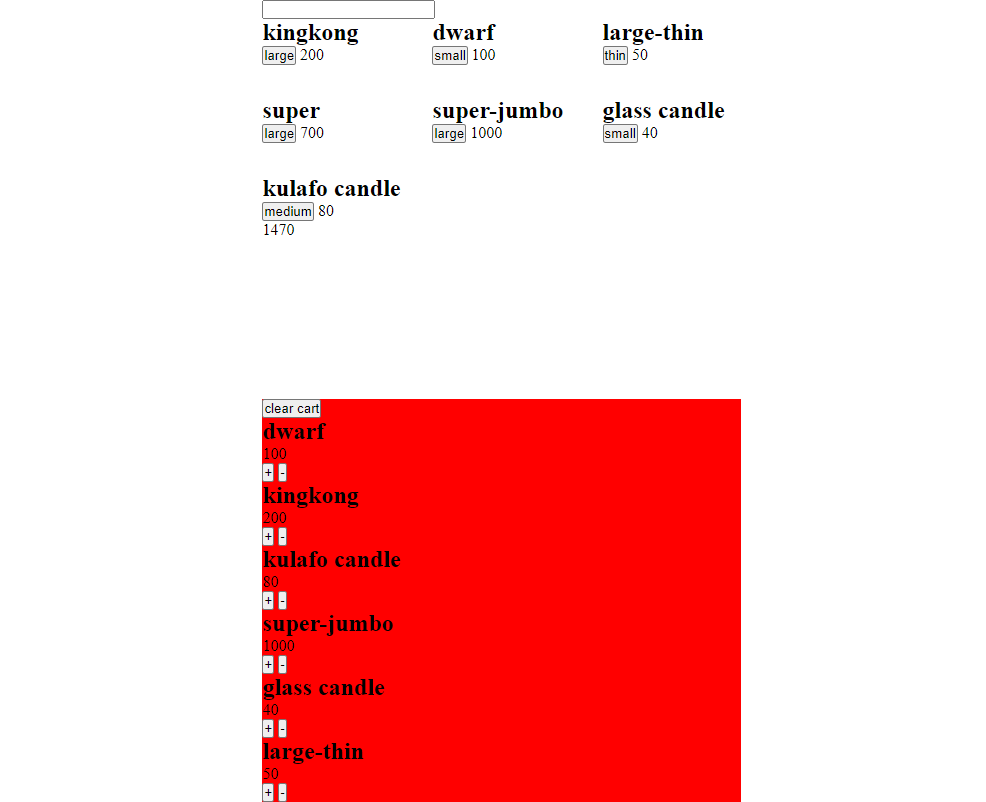 kingkong dwarf large-thin
large 200 small 100 thin 50
super super-jumbo glass candle
large 700 large 1000 small 40
kulafo candle
medium 80
1470
clear cart
dwarf
100
+ -
kingkong
200
+ -
kulafo candle
80
+ -
super-jumbo
1000
+ -
glass candle
40
+ -
large-thin
50
+ -